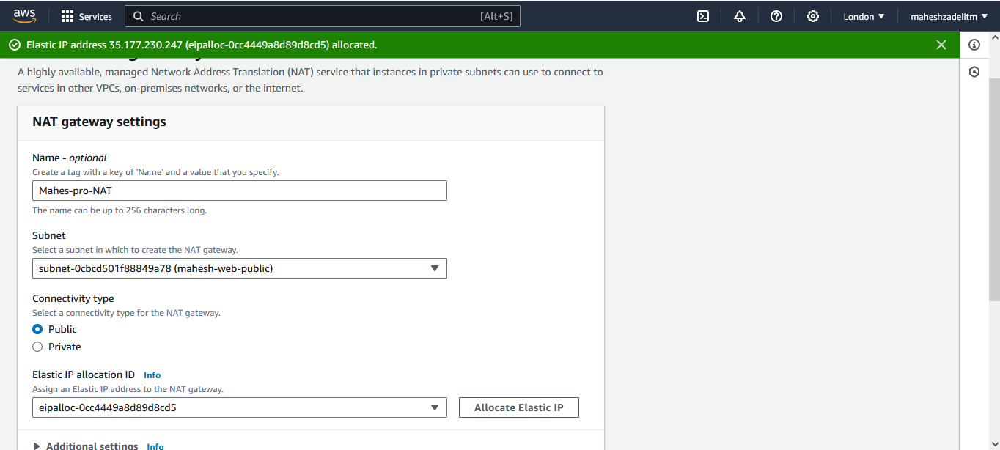 aws
Services
Search
[Alt+S]
London
maheshzadeiitm
Elastic IP address 35.177.230.247 (eipalloc-0cc4449a8d89d8cd5) allocated.
A highly available, managed Network Address Translation (NAT) service that instances in private subnets can use to connect to
services in other VPCs, on-premises networks, or the internet.
NAT gateway settings
Name - optional
Create a tag with a key of 'Name' and a value that you specify.
Mahes-pro-NAT
The name can be up to 256 characters long.
Subnet
Select a subnet in which to create the NAT gateway.
subnet-0cbcd501f88849a78 (mahesh-web-public)
Connectivity type
Select a connectivity type for the NAT gateway.
Public
Private
Elastic IP allocation ID Info
Assign an Elastic IP address to the NAT gateway.
eipalloc-0cc4449a8d89d8cd5
Allocate Elastic IP
Additional settings Info